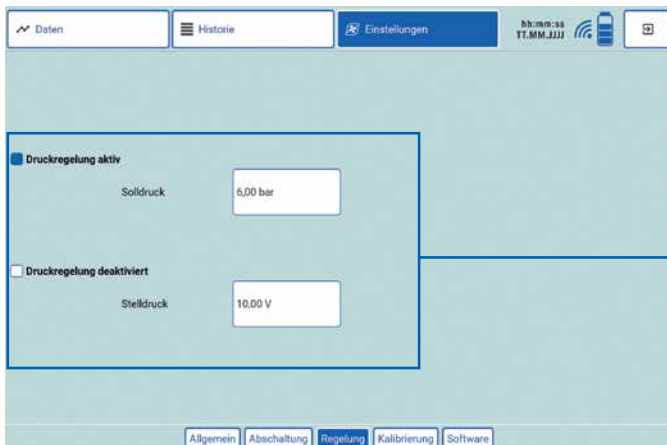 Daten
Historie
Einstellungen
hh:mm:ss
TT.MM.JJJJ
Druckregelung aktiv
Solldruck
6,00 bar
Druckregelung deaktiviert
Stelldruck
10,00 V
Allgemein
Abschaltung
Regelung
Kalibrierung
Software